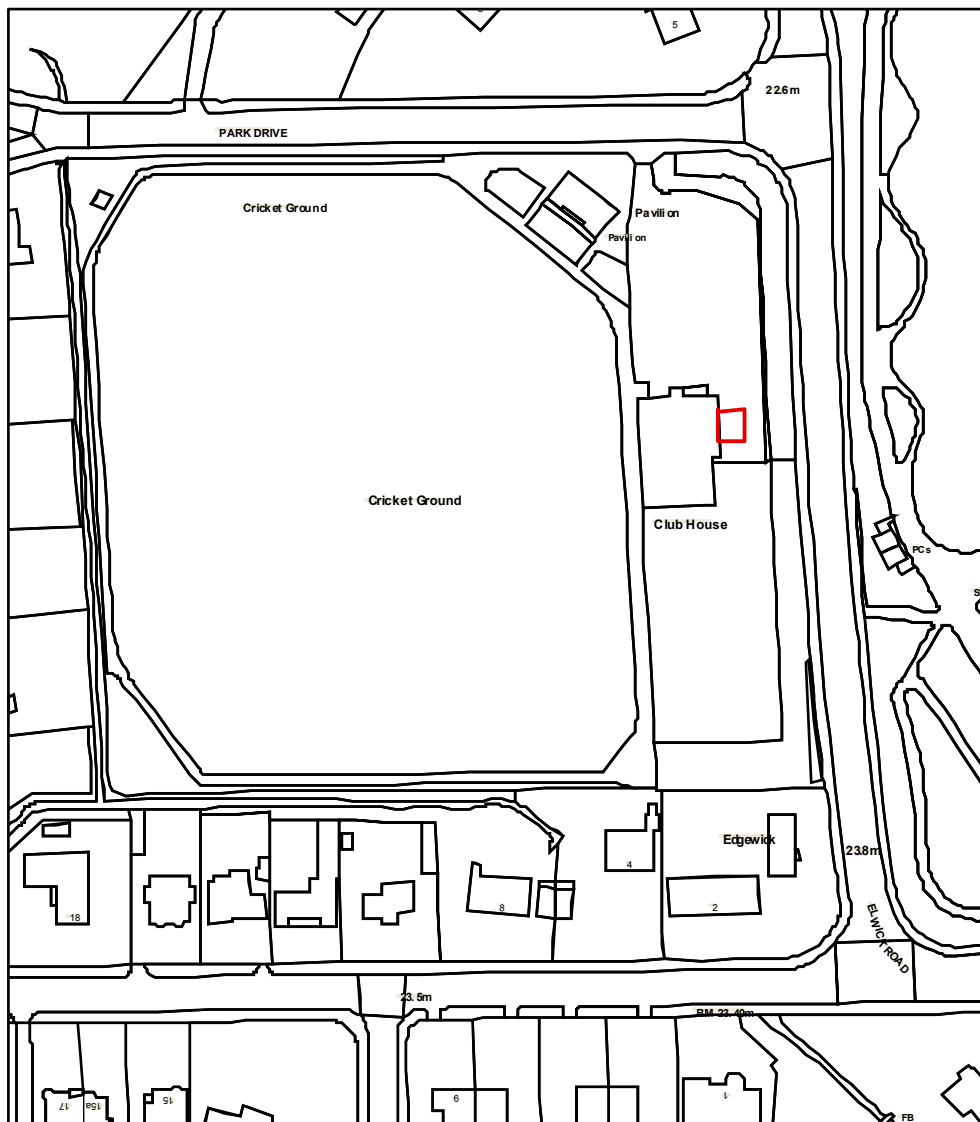 5
22.6m
PARK DRIVE
Cricket Ground
Pavilion
Pavilion
Cricket Ground
Club House
PCs
Edgewick
23.8m
4
18
8
2
ELWICK ROAD
23.5m
BM 23.40m
17
15a
15
6
1
FB